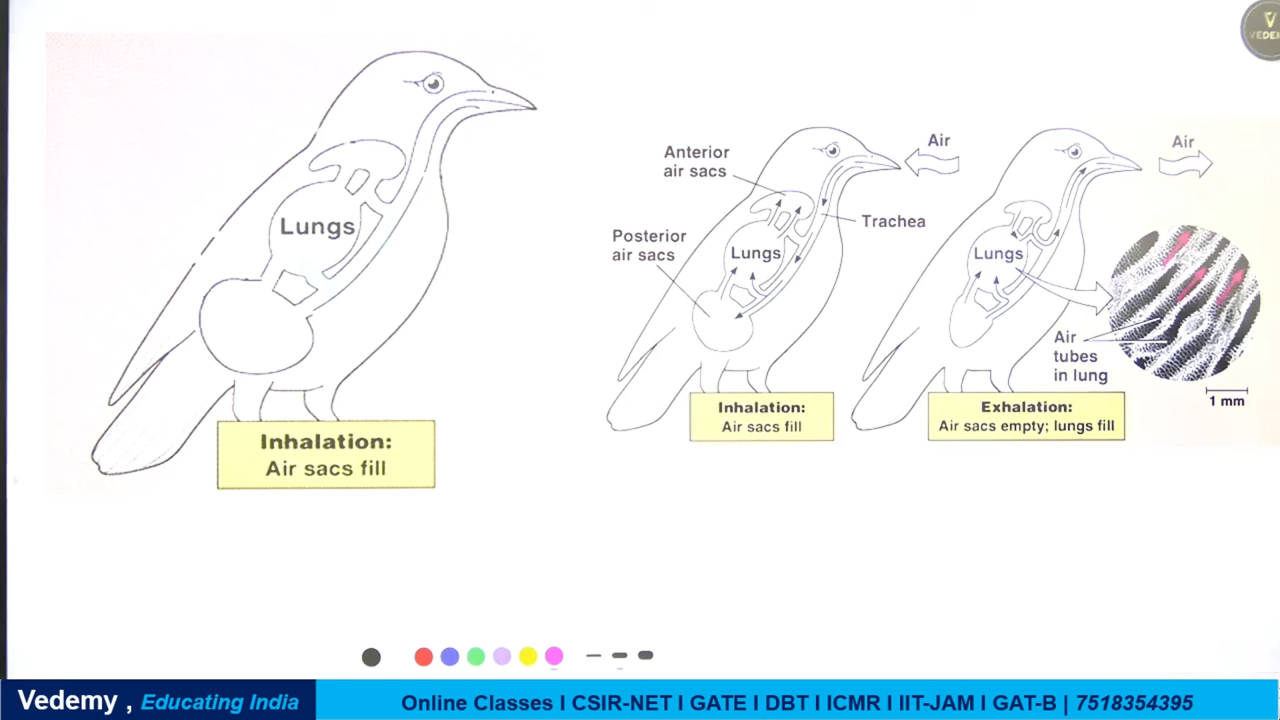 VEDEM
Lungs
Inhalation:
Air sacs fill
Anterior
air sacs
Air
Trachea
Posterior
air sacs
Lungs
Inhalation:
Air sacs fill
Air
Lungs
Air
tubes
in lung
1 mm
Exhalation:
Air sacs empty; lungs fill
Vedemy , Educating India
Online Classes I CSIR-NET I GATE I DBT I ICMR I IIT-JAM I GAT-B | 7518354395